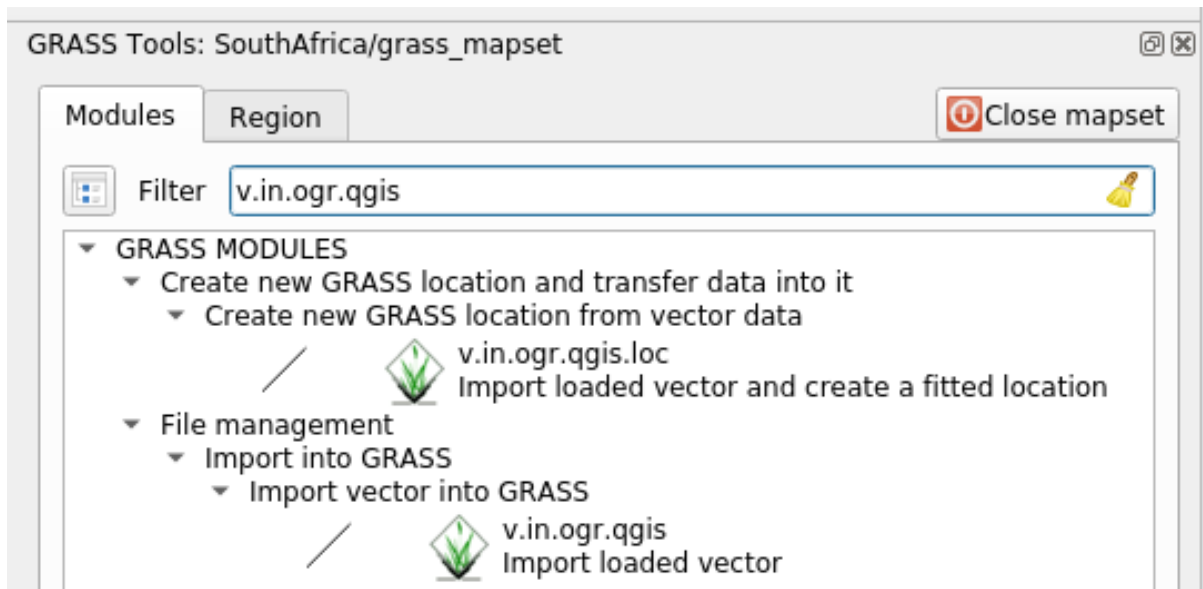 GRASS Tools: SouthAfrica/grass_mapset
Modules
Region
Close mapset
Filter
v.in.ogr.qgis
GRASS MODULES
Create new GRASS location and transfer data into it
Create new GRASS location from vector data
v.in.ogr.qgis.loc
Import loaded vector and create a fitted location
File management
Import into GRASS
Import vector into GRASS
v.in.ogr.qgis
Import loaded vector